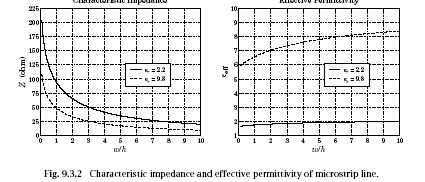 Characteristic Impedance
Effective Permittivity
225
200
175
150
125
100
75
50
25
0
Z (ohm)
εr = 2.2
εr = 9.8
0 1 2 3 4 5 6 7 8 9 10
w/h
10
9
8
7
6
5
4
3
2
1
εeff
εr = 2.2
εr = 9.8
0 1 2 3 4 5 6 7 8 9 10
w/h
Fig. 9.3.2 Characteristic impedance and effective permittivity of microstrip line.